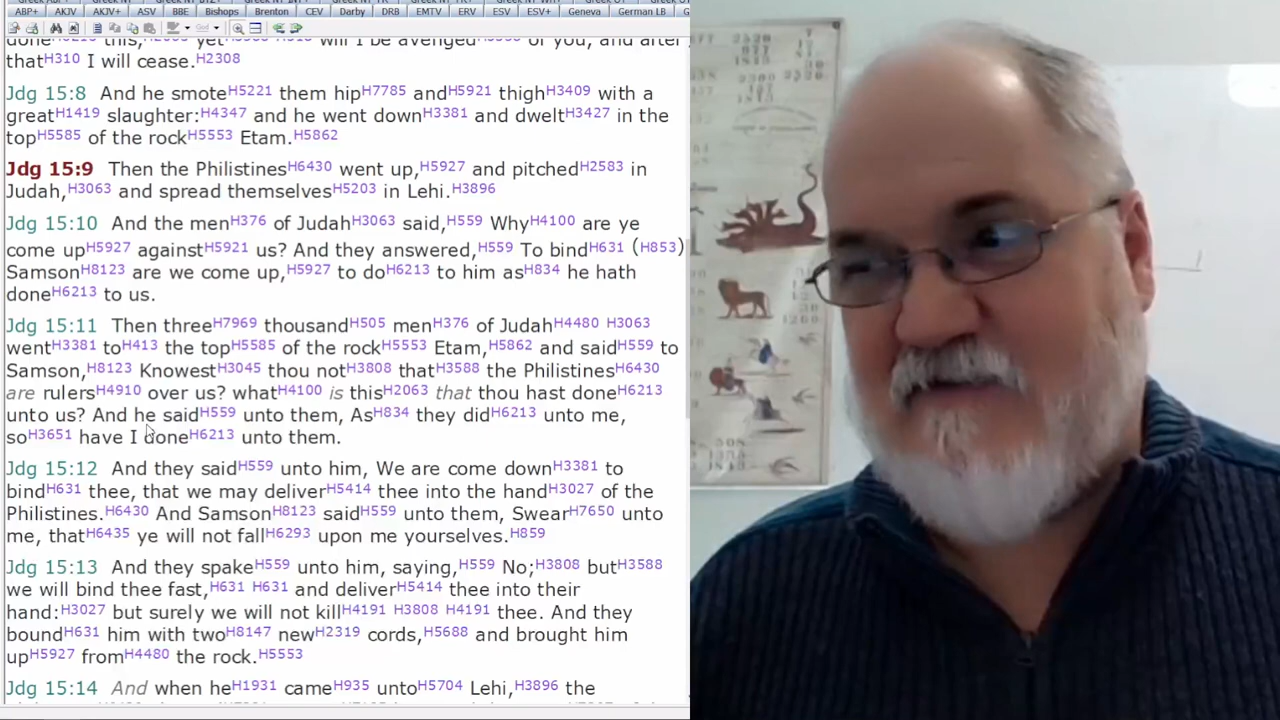 ABP+ AKJV AKJV+ ASV BBE Bishops Brenton CEV Darby DRB EMTV ERV ESV ESV+ Geneva German LB
that H310 I will cease. H2308
Jdg 15:8 And he smote H5221 them hip H7785 and H5921 thigh H3409 with a
great H1419 slaughter: H4347 and he went down H3381 and dwelt H3427 in the
top H5585 of the rock H5553 Etam. H5862
Jdg 15:9 Then the Philistines H6430 went up, H5927 and pitched H2583 in
Judah, H3063 and spread themselves H5203 in Lehi. H3896
Jdg 15:10 And the men H376 of Judah H3063 said, H559 Why H4100 are ye
come up H5927 against H5921 us? And they answered, H559 To bind H631 (H853)
Samson H8123 are we come up, H5927 to do H6213 to him as H834 he hath
done H6213 to us.
Jdg 15:11 Then three H7969 thousand H505 men H376 of Judah H4480 H3063
went H3381 to H413 the top H5585 of the rock H5553 Etam, H5862 and said H559 to
Samson, H8123 Knowest H3045 thou not H3808 that H3588 the Philistines H6430
are rulers H4910 over us? what H4100 is this H2063 that thou hast done H6213
unto us? And he said H559 unto them, As H834 they did H6213 unto me,
so H3651 have I done H6213 unto them.
Jdg 15:12 And they said H559 unto him, We are come down H3381 to
bind H631 thee, that we may deliver H5414 thee into the hand H3027 of the
Philistines. H6430 And Samson H8123 said H559 unto them, Swear H7650 unto
me, that H6435 ye will not fall H6293 upon me yourselves. H859
Jdg 15:13 And they spake H559 unto him, saying, H559 No; H3808 but H3588
we will bind thee fast, H631 H631 and deliver H5414 thee into their
hand: H3027 but surely we will not kill H4191 H3808 H4191 thee. And they
bound H631 him with two H8147 new H2319 cords, H5688 and brought him
up H5927 from H4480 the rock. H5553
Jdg 15:14 And when he H1931 came H935 unto H5704 Lehi, H3896 the